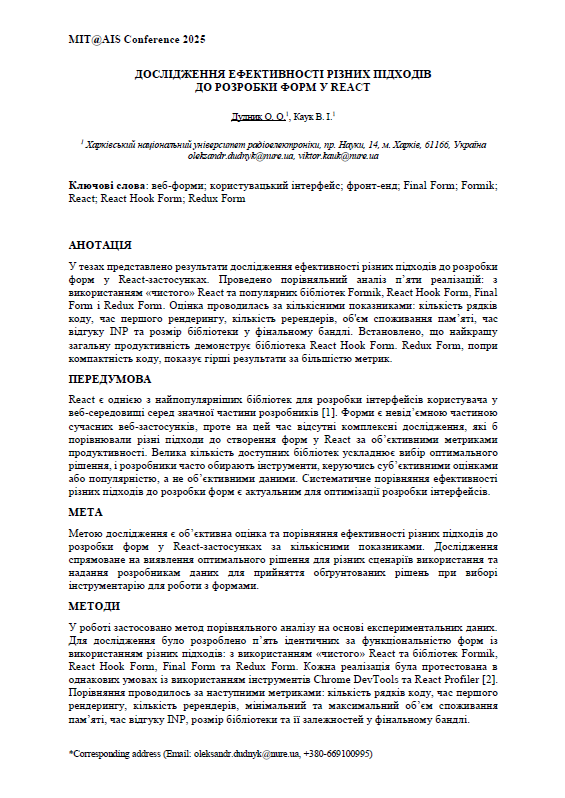 MIT@AIS Conference 2025
ДОСЛІДЖЕННЯ ЕФЕКТИВНОСТІ РІЗНИХ ПІДХОДІВ
ДО РОЗРОБКИ ФОРМ У REACT
Дудник О. О.¹, Каук В. І.¹
¹ Харківський національний університет радіоелектроніки, пр. Науки, 14, м. Харків, 61166, Україна
oleksandr.dudnyk@nure.ua, viktor.kauk@nure.ua
Ключові слова: веб-форми; користувацький інтерфейс; фронт-енд; Final Form; Formik;
React; React Hook Form; Redux Form
АНОТАЦІЯ
У тезах представлено результати дослідження ефективності різних підходів до розробки
форм у React-застосунках. Проведено порівняльний аналіз п’яти реалізацій: з
використанням «чистого» React та популярних бібліотек Formik, React Hook Form, Final
Form і Redux Form. Оцінка проводилась за кількісними показниками: кількість рядків
коду, час першого рендерингу, кількість ререндерів, об'єм споживання пам’яті, час
відгуку INP та розмір бібліотеки у фінальному бандлі. Встановлено, що найкращу
загальну продуктивність демонструє бібліотека React Hook Form. Redux Form, попри
компактність коду, показує гірші результати за більшістю метрик.
ПЕРЕДУМОВА
React є однією з найпопулярніших бібліотек для розробки інтерфейсів користувача у
веб-середовищі серед значної частини розробників [1]. Форми є невід’ємною частиною
сучасних веб-застосунків, проте на цей час відсутні комплексні дослідження, які б
порівнювали різні підходи до створення форм у React за об’єктивними метриками
продуктивності. Велика кількість доступних бібліотек ускладнює вибір оптимального
рішення, і розробники часто обирають інструменти, керуючись суб’єктивними оцінками
або популярністю, а не об’єктивними даними. Систематичне порівняння ефективності
різних підходів до розробки форм є актуальним для оптимізації розробки інтерфейсів.
МЕТА
Метою дослідження є об’єктивна оцінка та порівняння ефективності різних підходів до
розробки форм у React-застосунках за кількісними показниками. Дослідження
спрямоване на виявлення оптимального рішення для різних сценаріїв використання та
надання розробникам даних для прийняття обґрунтованих рішень при виборі
інструментарію для роботи з формами.
МЕТОДИ
У роботі застосовано метод порівняльного аналізу на основі експериментальних даних.
Для дослідження було розроблено п’ять ідентичних за функціональністю форм із
використанням різних підходів: з використанням «чистого» React та бібліотек Formik,
React Hook Form, Final Form та Redux Form. Кожна реалізація була протестована в
однакових умовах із використанням інструментів Chrome DevTools та React Profiler [2].
Порівняння проводилось за наступними метриками: кількість рядків коду, час першого
рендерингу, кількість ререндерів, мінімальний та максимальний об’єм споживання
пам’яті, час відгуку INP, розмір бібліотеки та її залежностей у фінальному бандлі.
*Corresponding address (Email: oleksandr.dudnyk@nure.ua, +380-669100995)